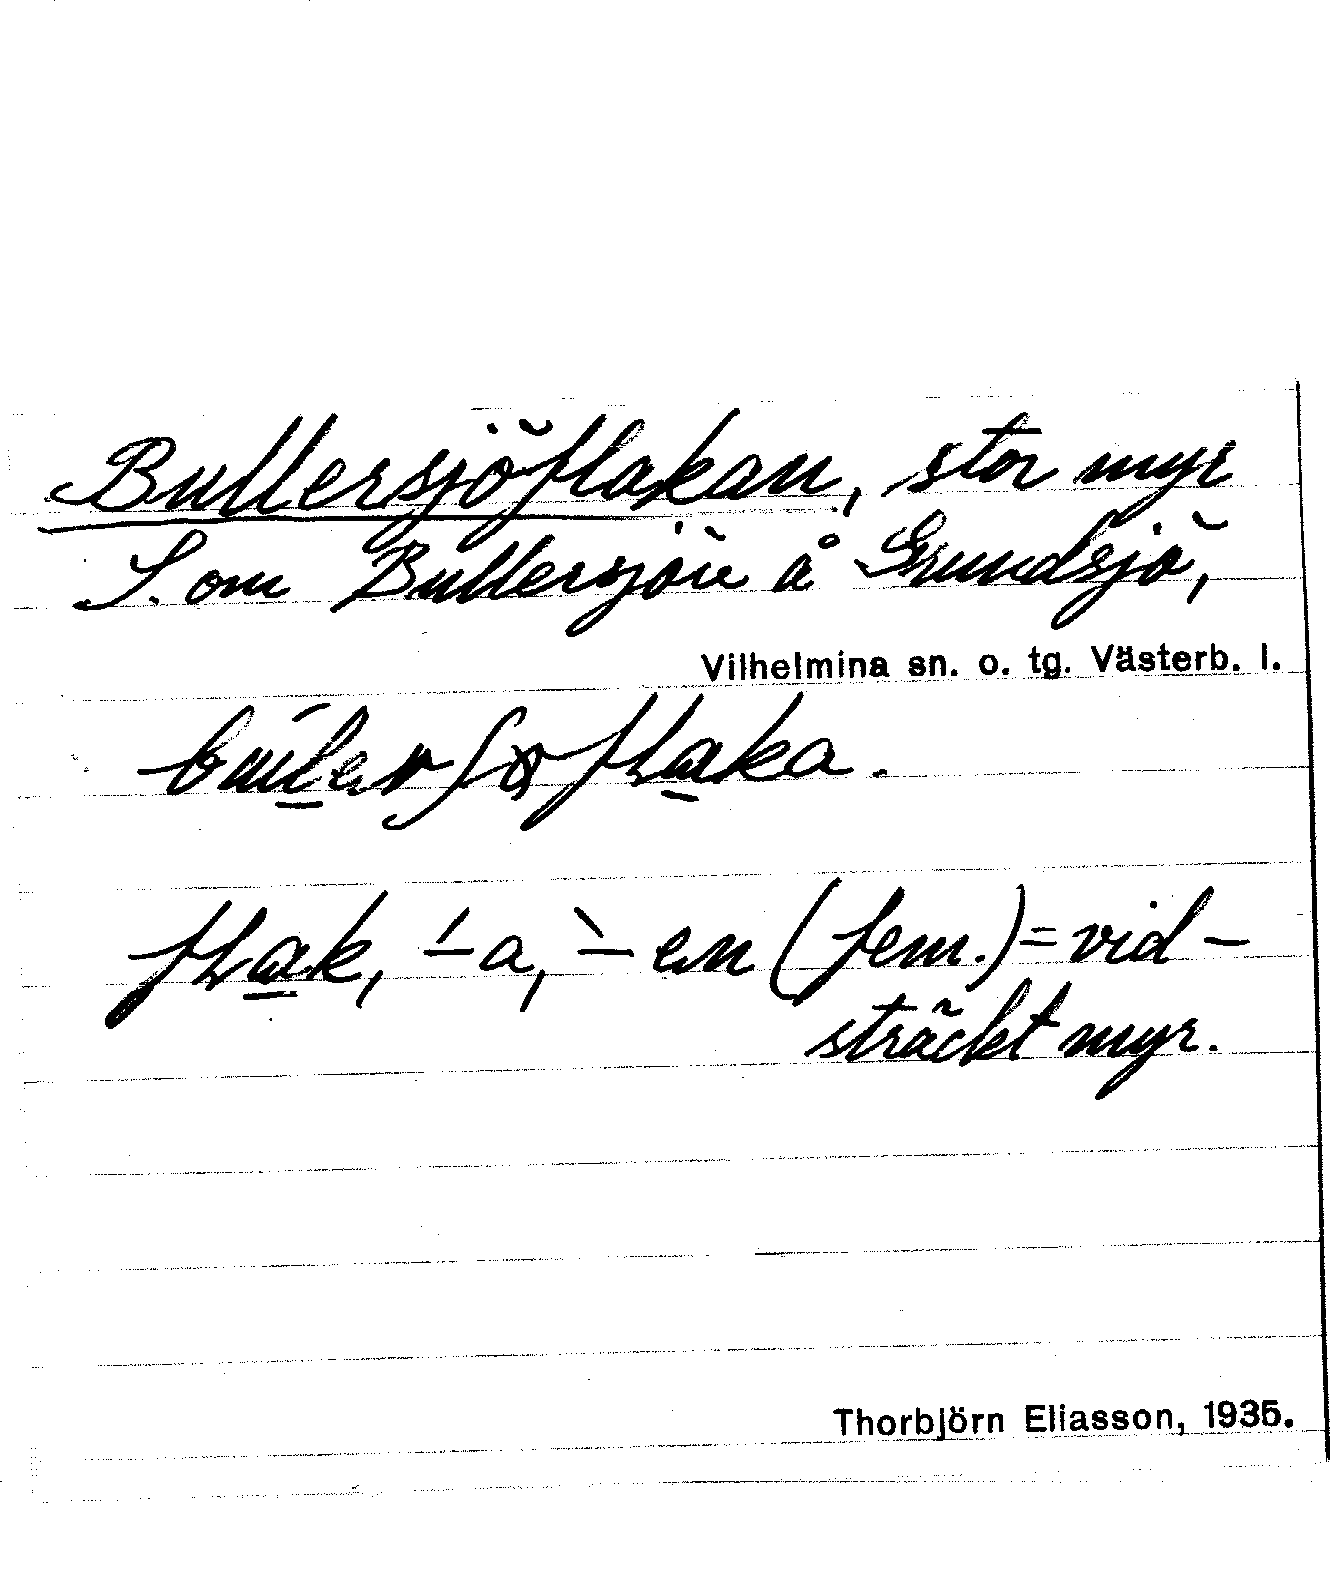 Bullersjöflakan, stor myr
S. om Bullersjön å Grundsjö,
Vilhelmina sn. o. tg. Västerb. l.
flak, ́-a, ̀-en (fem.) = vid-
sträckt myr.
Thorbjörn Eliasson, 1935.